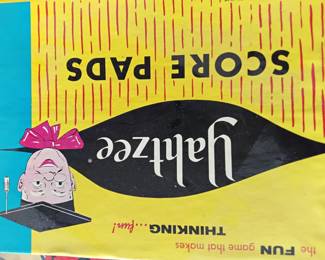 the FUN game that makes
THINKING...fun!
Yahtzee
SCORE PADS